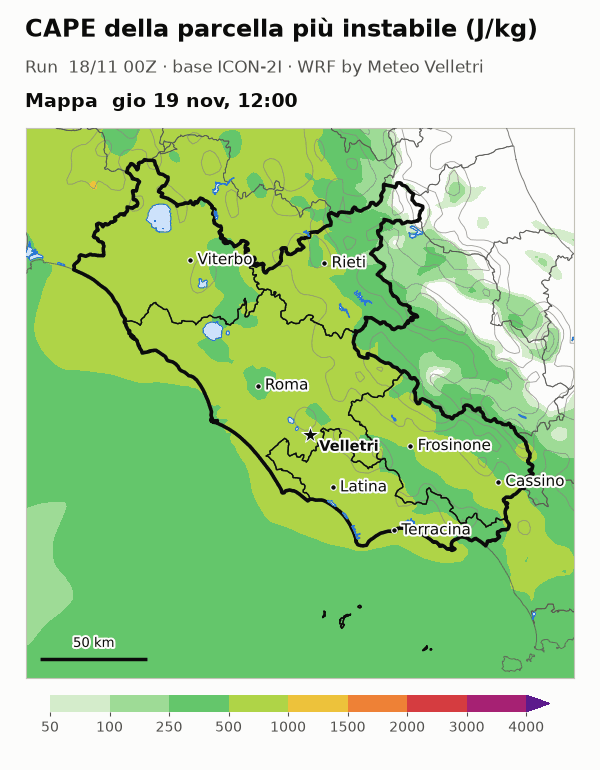 CAPE della parcella più instabile (J/kg)
Run  18/11 00Z · base ICON-2I · WRF by Meteo Velletri
Mappa  gio 19 nov, 12:00
Viterbo
Rieti
Roma
Velletri
Frosinone
Latina
Cassino
Terracina
50 km
50 100 250 500 1000 1500 2000 3000 4000